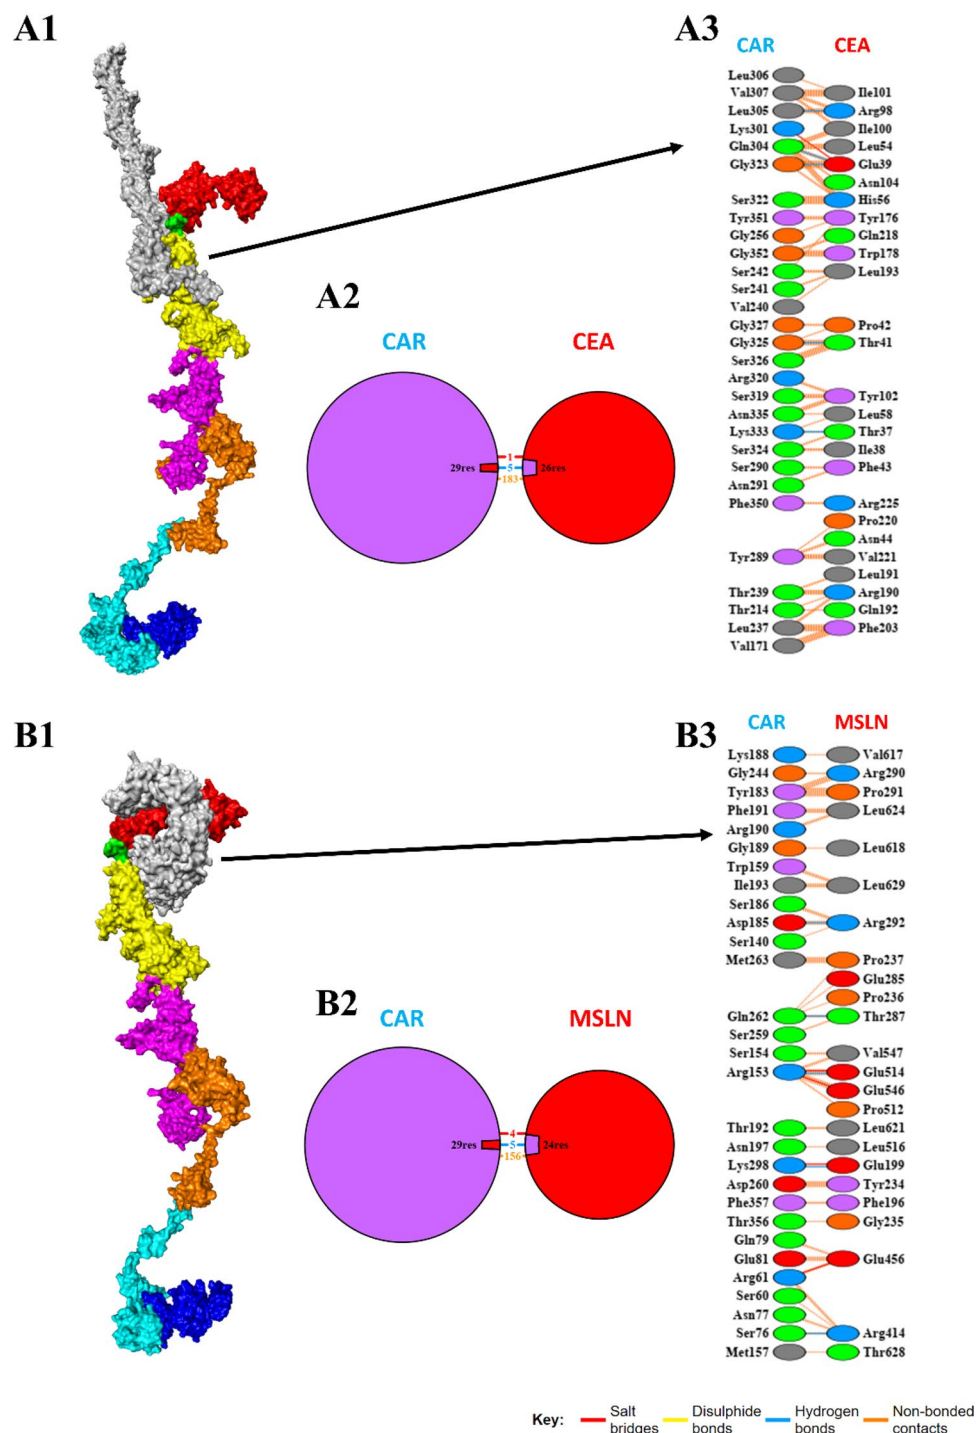 A1
A3
CAR CEA
Leu306
Val307 Ile101
Leu305 Arg98
Lys301 Ile100
Gln304 Leu54
Gly323 Glu39
Asn104
Ser322 His56
Tyr351 Tyr176
Gly256 Gln218
Gly352 Trp178
Ser242 Leu193
Ser241
Val240
Gly327 Pro42
Gly325 Thr41
Ser326
Arg320
Ser319 Tyr102
Asn335 Leu58
Lys333 Thr37
Ser324 Ile38
Ser290 Phe43
Asn291
Phe350 Arg225
Pro220
Asn44
Tyr289 Val221
Leu191
Thr239 Arg190
Thr214 Gln192
Leu237 Phe203
Val171
A2
CAR CEA
1
29res 5 26res
183
B1
B3
CAR MSLN
Lys188 Val617
Gly244 Arg290
Tyr183 Pro291
Phe191 Leu624
Arg190
Gly189 Leu618
Trp159
Ile193 Leu629
Ser186
Asp185 Arg292
Ser140
Met263 Pro237
Glu285
Pro236
Gln262 Thr287
Ser259
Ser154 Val547
Arg153 Glu514
Glu546
Pro512
Thr192 Leu621
Asn197 Leu516
Lys298 Glu199
Asp260 Tyr234
Phe357 Phe196
Thr356 Gly235
Gln79
Glu81 Glu456
Arg61
Ser60
Asn77
Ser76 Arg414
Met157 Thr628
B2
CAR MSLN
4
29res 5 24res
156
Key: Salt bridges Disulphide bonds Hydrogen bonds Non-bonded contacts